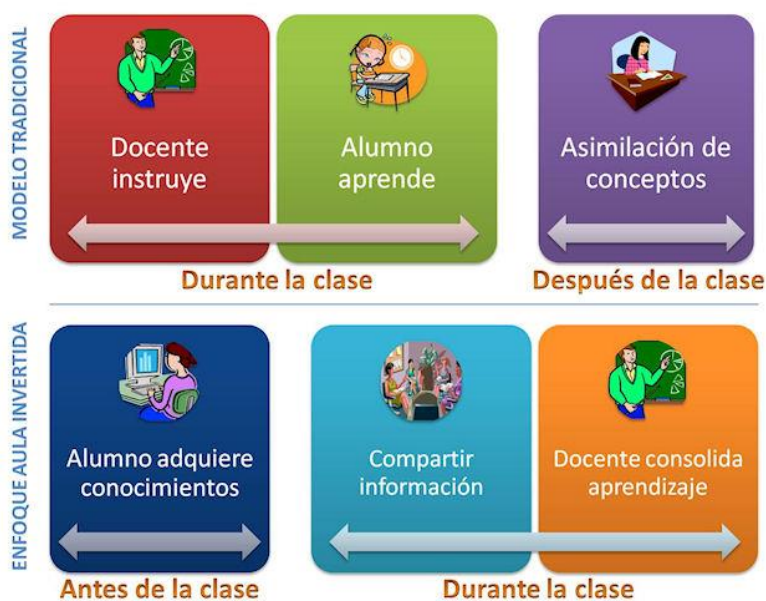 MODELO TRADICIONAL
Docente
instruye
Alumno
aprende
Asimilación de
conceptos
Durante la clase
Después de la clase
ENFOQUE AULA INVERTIDA
Alumno adquiere
conocimientos
Compartir
información
Docente consolida
aprendizaje
Antes de la clase
Durante la clase